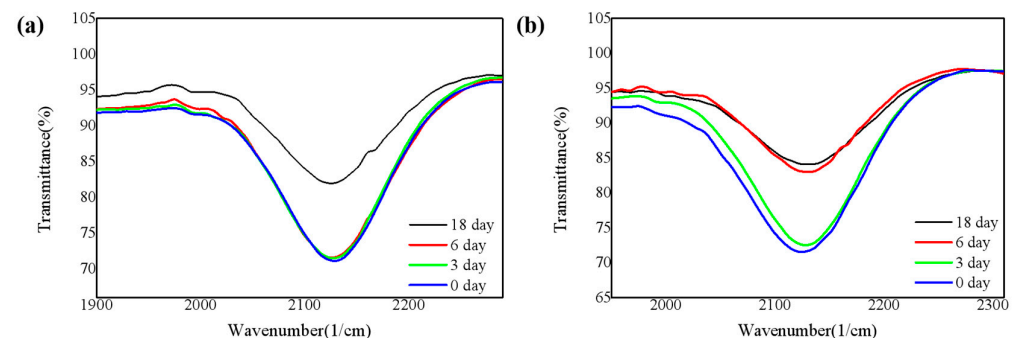 (a)
105
100
95
90
85
80
75
70
Transmittance(%)
1900
2000
2100
2200
Wavenumber(1/cm)
18 day
6 day
3 day
0 day
(b)
105
100
95
90
85
80
75
70
65
Transmittance(%)
2000
2100
2200
2300
Wavenumber(1/cm)
18 day
6 day
3 day
0 day